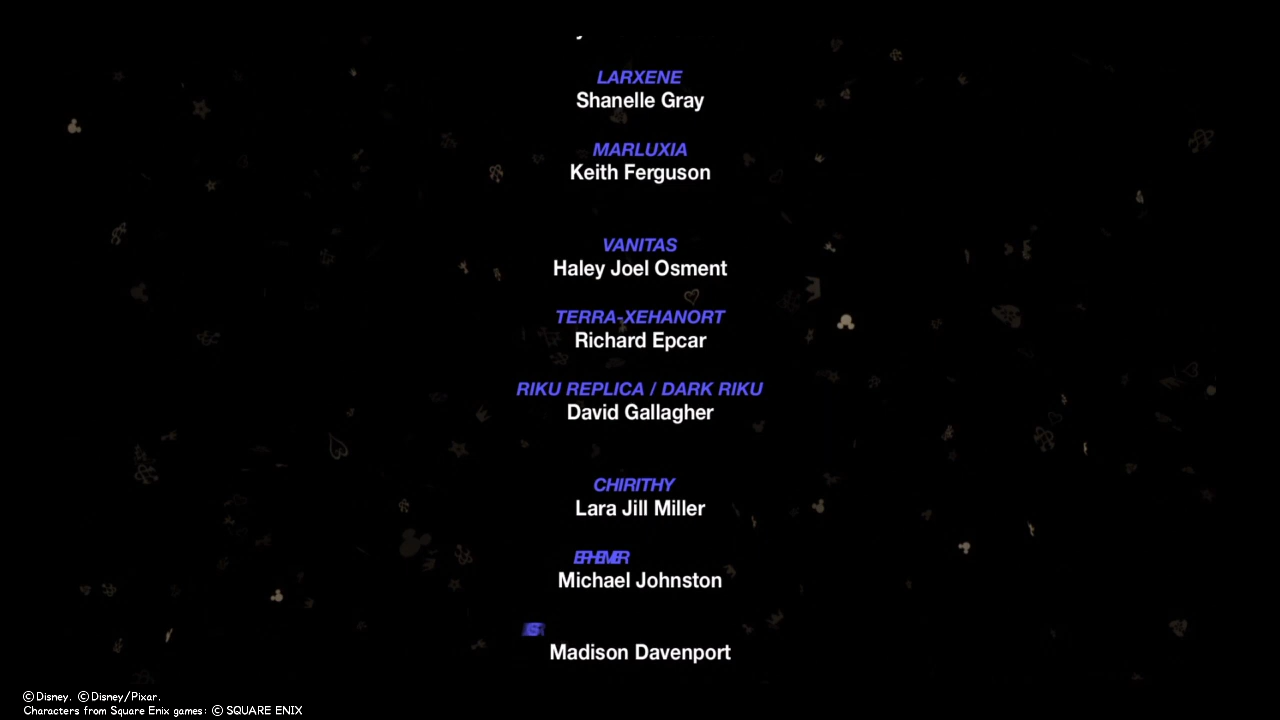 LARXENE
Shanelle Gray
MARLUXIA
Keith Ferguson
VANITAS
Haley Joel Osment
TERRA-XEHANORT
Richard Epcar
RIKU REPLICA / DARK RIKU
David Gallagher
CHIRITHY
Lara Jill Miller
EPHEMER
Michael Johnston
Madison Davenport
© Disney. © Disney/Pixar.
Characters from Square Enix games: © SQUARE ENIX